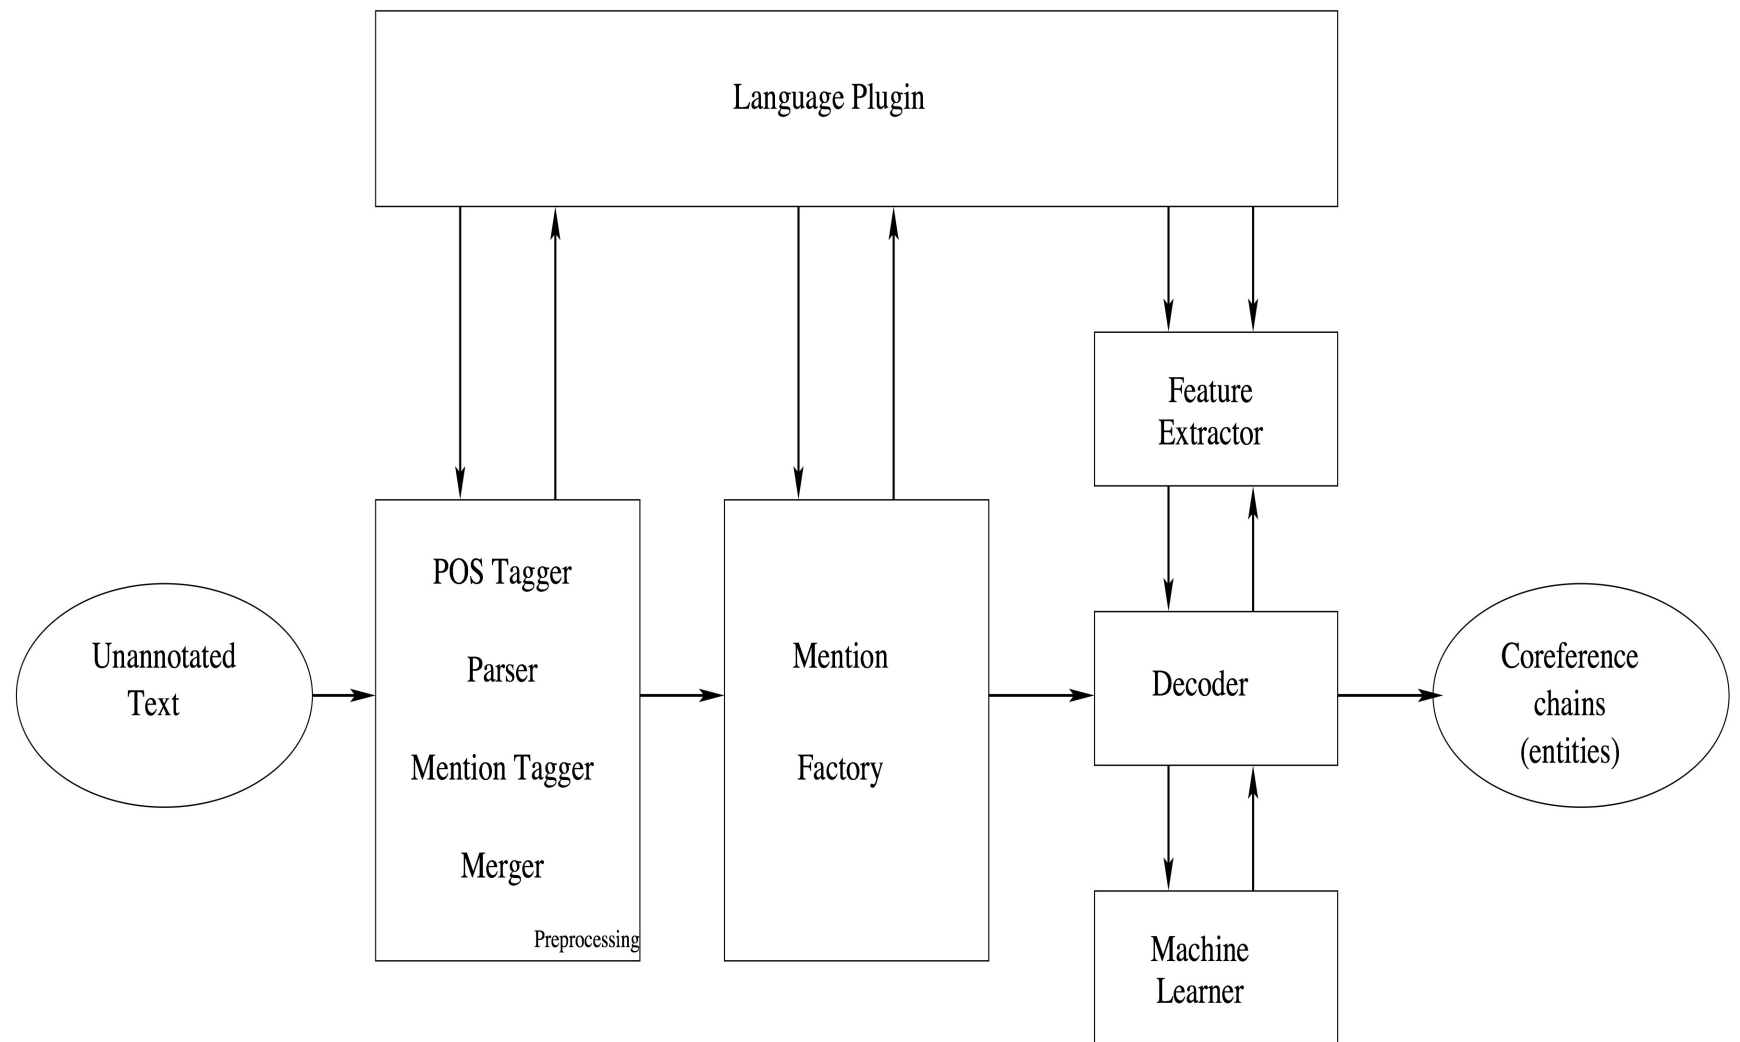 Language Plugin
Feature
Extractor
POS Tagger
Parser
Mention Tagger
Merger
Preprocessing
Unannotated
Text
Mention
Factory
Decoder
Coreference
chains
(entities)
Machine
Learner